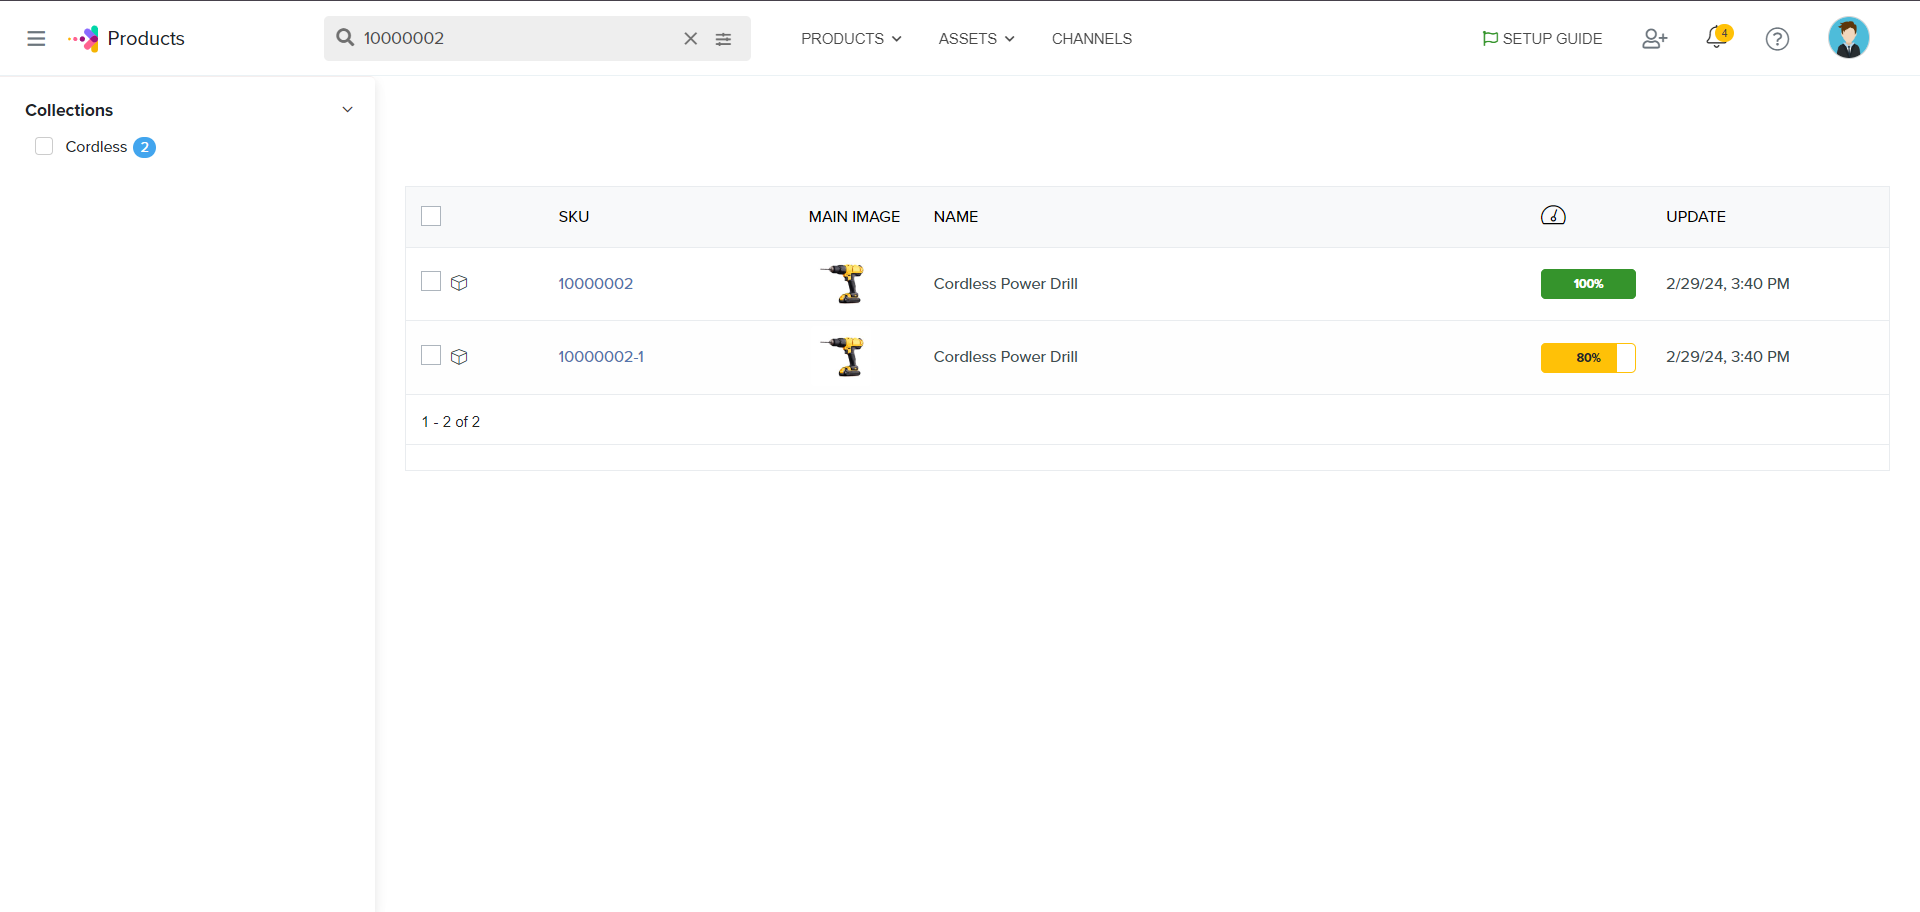 Products
10000002
PRODUCTS
ASSETS
CHANNELS
SETUP GUIDE
4
Collections
Cordless 2
SKU MAIN IMAGE NAME UPDATE
10000002 Cordless Power Drill 100% 2/29/24, 3:40 PM
10000002-1 Cordless Power Drill 80% 2/29/24, 3:40 PM
1 - 2 of 2